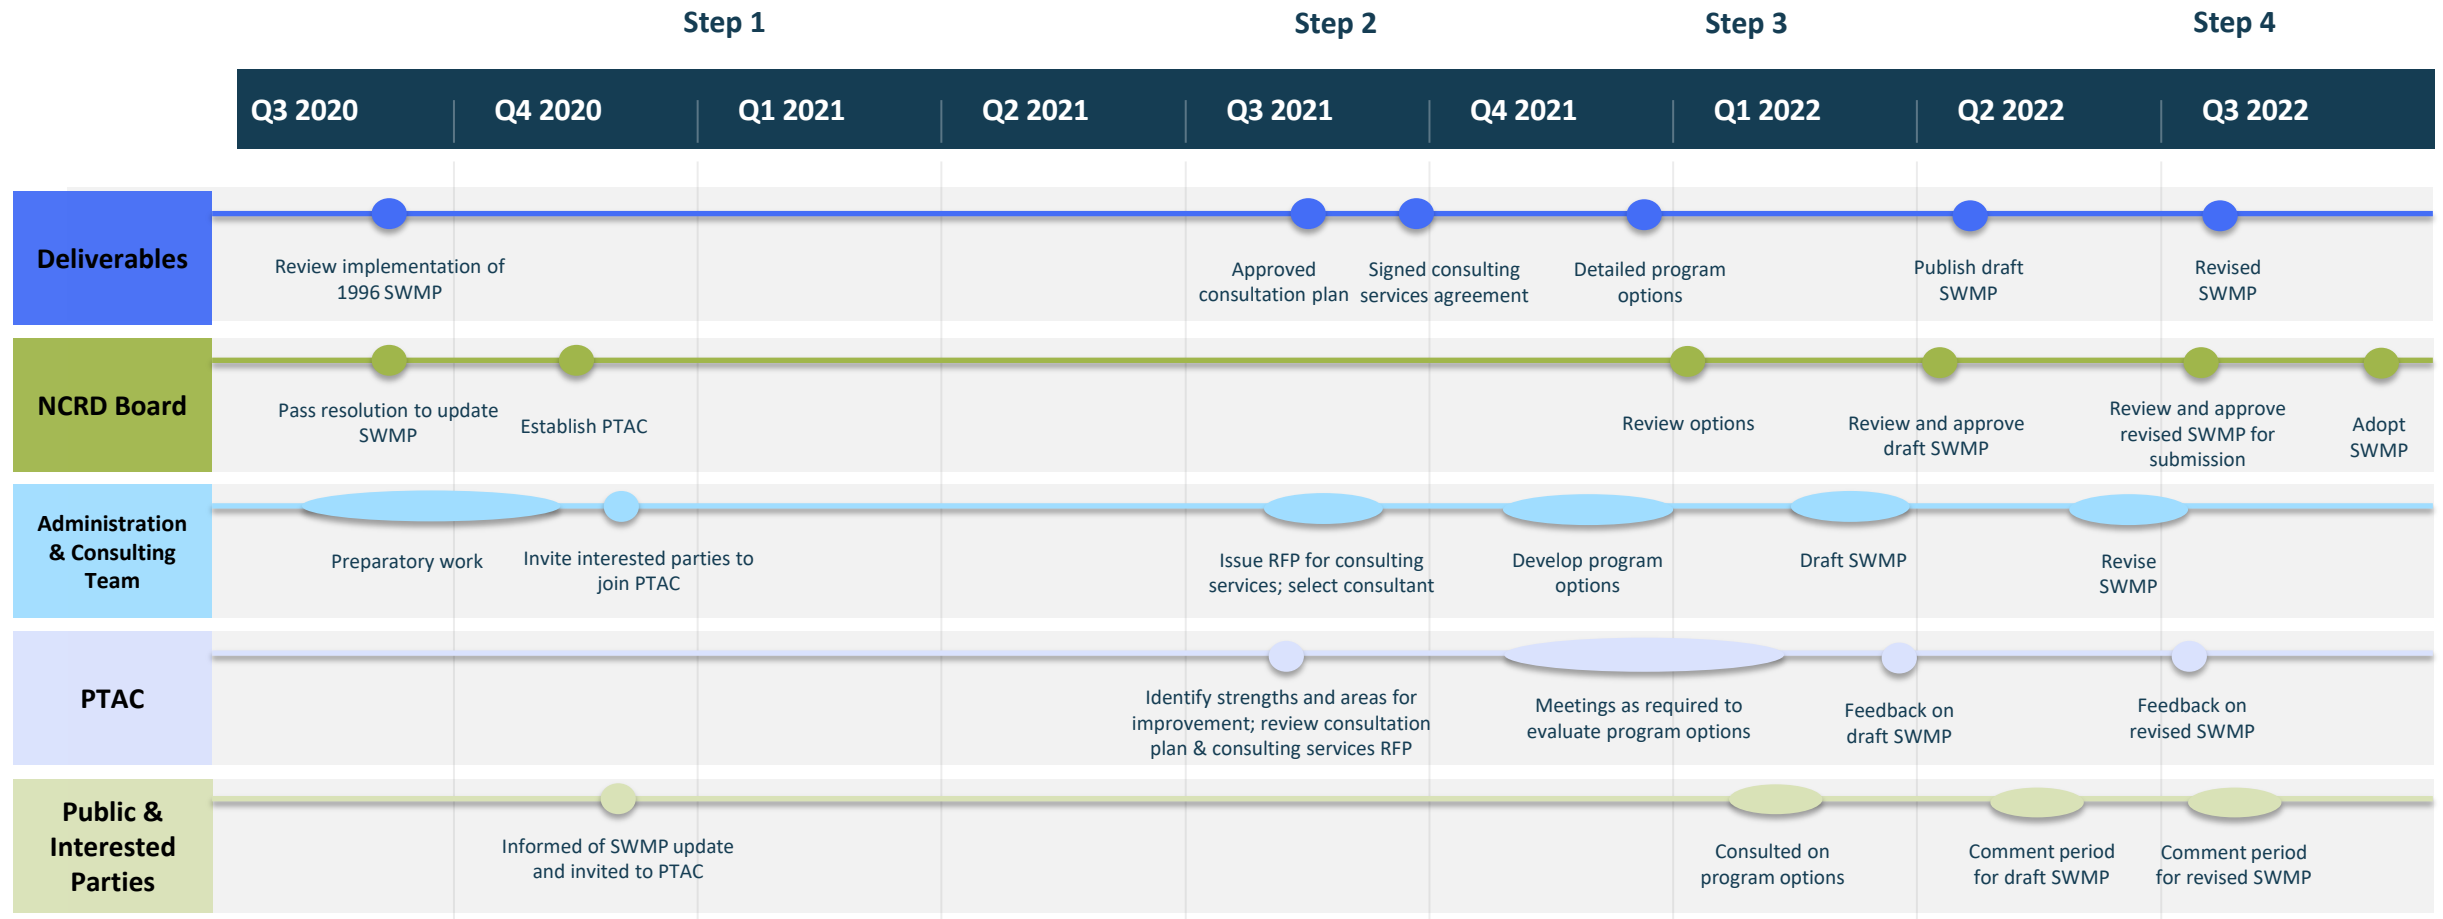 Step 1
Step 2
Step 3
Step 4
Q3 2020
Q4 2020
Q1 2021
Q2 2021
Q3 2021
Q4 2021
Q1 2022
Q2 2022
Q3 2022
Deliverables
Review implementation of
1996 SWMP
Approved
consultation plan
Signed consulting
services agreement
Detailed program
options
Publish draft
SWMP
Revised
SWMP
NCRD Board
Pass resolution to update
SWMP
Establish PTAC
Review options
Review and approve
draft SWMP
Review and approve
revised SWMP for
submission
Adopt
SWMP
Administration
& Consulting
Team
Preparatory work
Invite interested parties to
join PTAC
Issue RFP for consulting
services; select consultant
Develop program
options
Draft SWMP
Revise
SWMP
PTAC
Identify strengths and areas for
improvement; review consultation
plan & consulting services RFP
Meetings as required to
evaluate program options
Feedback on
draft SWMP
Feedback on
revised SWMP
Public &
Interested
Parties
Informed of SWMP update
and invited to PTAC
Consulted on
program options
Comment period
for draft SWMP
Comment period
for revised SWMP